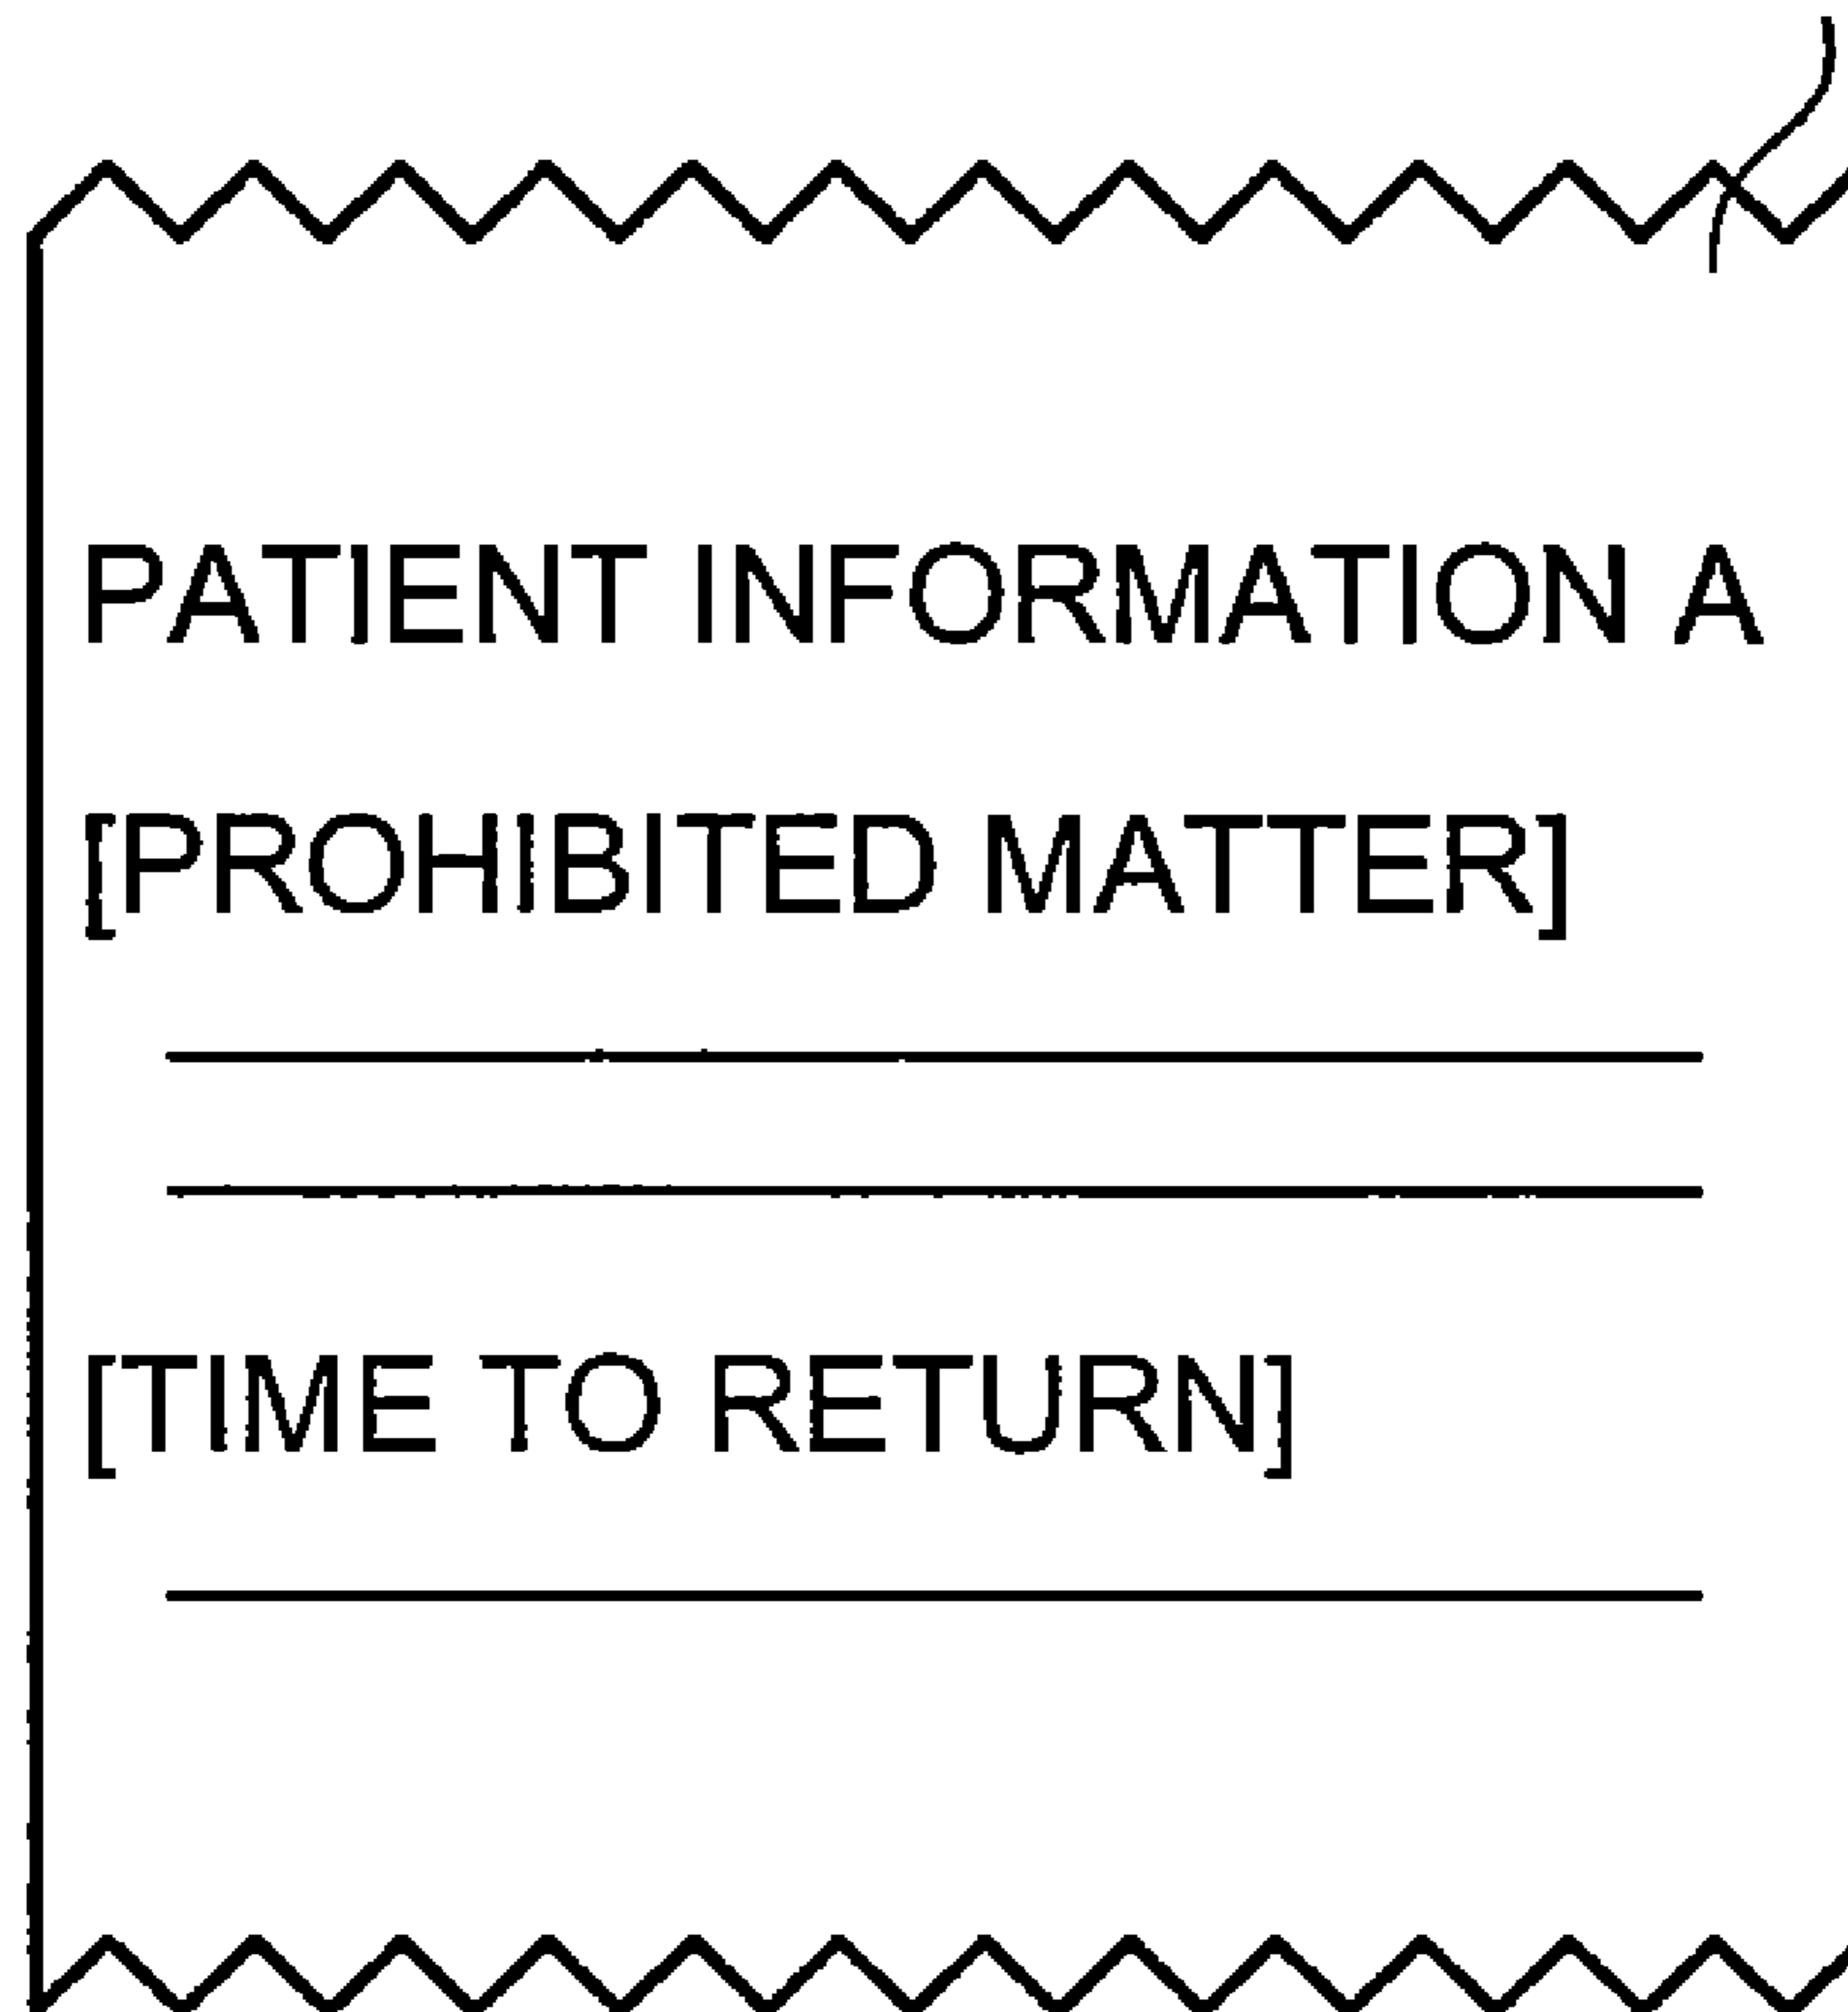 PATIENT INFORMATION A
[PROHIBITED MATTER]
[TIME TO RETURN]